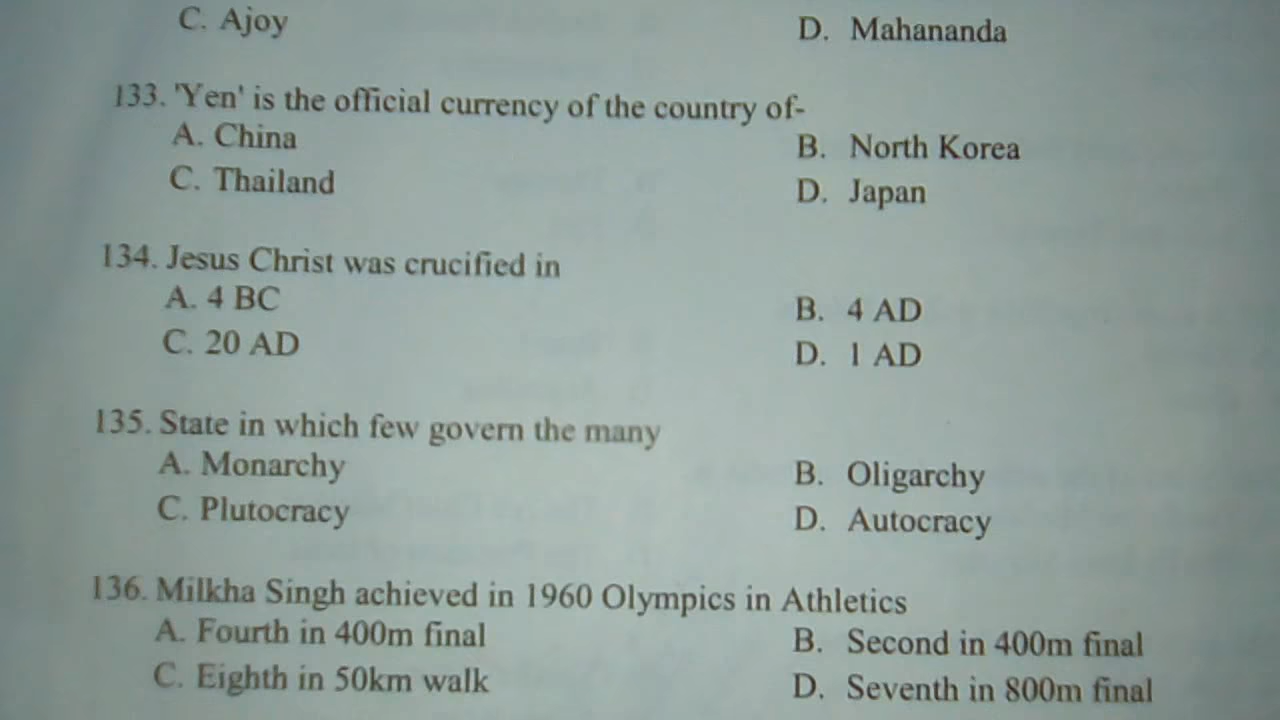 C. Ajoy D. Mahananda
133. 'Yen' is the official currency of the country of-
A. China B. North Korea
C. Thailand D. Japan
134. Jesus Christ was crucified in
A. 4 BC B. 4 AD
C. 20 AD D. 1 AD
135. State in which few govern the many
A. Monarchy B. Oligarchy
C. Plutocracy D. Autocracy
136. Milkha Singh achieved in 1960 Olympics in Athletics
A. Fourth in 400m final B. Second in 400m final
C. Eighth in 50km walk D. Seventh in 800m final